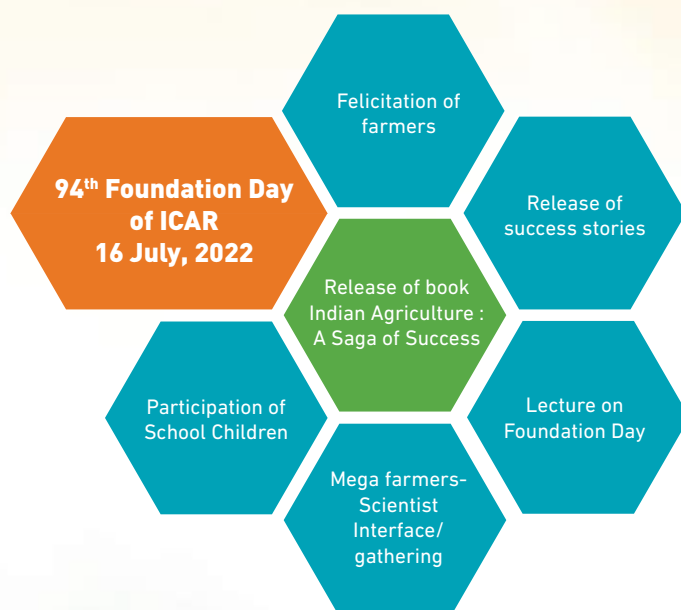 Felicitation of
farmers
94th Foundation Day
of ICAR
16 July, 2022
Release of
success stories
Release of book
Indian Agriculture :
A Saga of Success
Participation of
School Children
Lecture on
Foundation Day
Mega farmers-
Scientist
Interface/
gathering